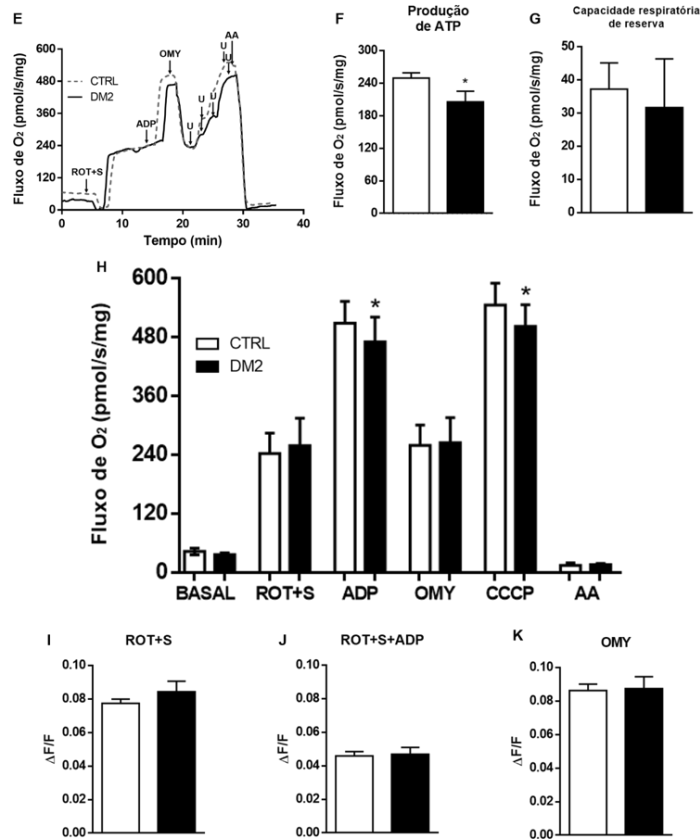 E
Fluxo de O₂ (pmol/s/mg)
600
480
360
240
120
0
0
10
20
30
40
Tempo (min)
CTRL
DM2
ROT+S
ADP
OMY
U
U
U
U
U
AA
F
Produção
de ATP
Fluxo de O₂ (pmol/s/mg)
300
240
180
120
60
0
*
G
Capacidade respiratória
de reserva
Fluxo de O₂ (pmol/s/mg)
50
40
30
20
10
0
H
Fluxo de O₂ (pmol/s/mg)
600
480
360
240
120
0
CTRL
DM2
*
*
BASAL
ROT+S
ADP
OMY
CCCP
AA
I
ROT+S
ΔF/F
0.10
0.08
0.06
0.04
0.02
0.00
J
ROT+S+ADP
ΔF/F
0.10
0.08
0.06
0.04
0.02
0.00
K
OMY
ΔF/F
0.10
0.08
0.06
0.04
0.02
0.00